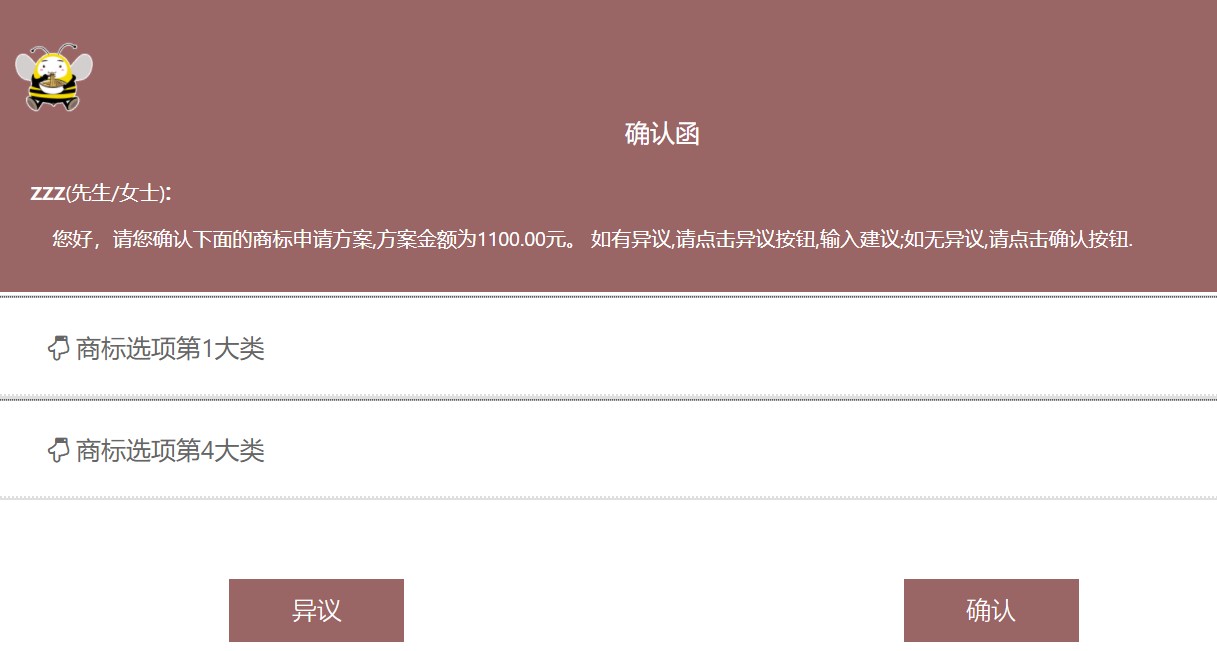 确认函
zzz(先生/女士):
您好，请您确认下面的商标申请方案,方案金额为1100.00元。 如有异议,请点击异议按钮,输入建议;如无异议,请点击确认按钮.
商标选项第1大类
商标选项第4大类
异议
确认